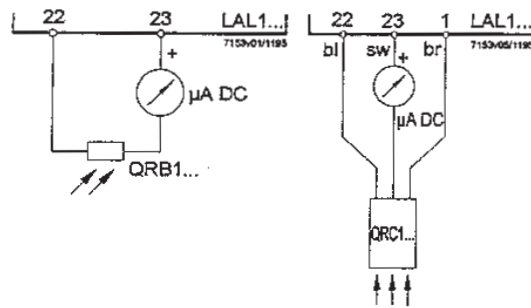 22 23 LAL1...
7153v01/1195
+
µA DC
QRB1...
22 23 1 LAL1...
7153v05/1195
bl sw br
+
µA DC
QRC1...